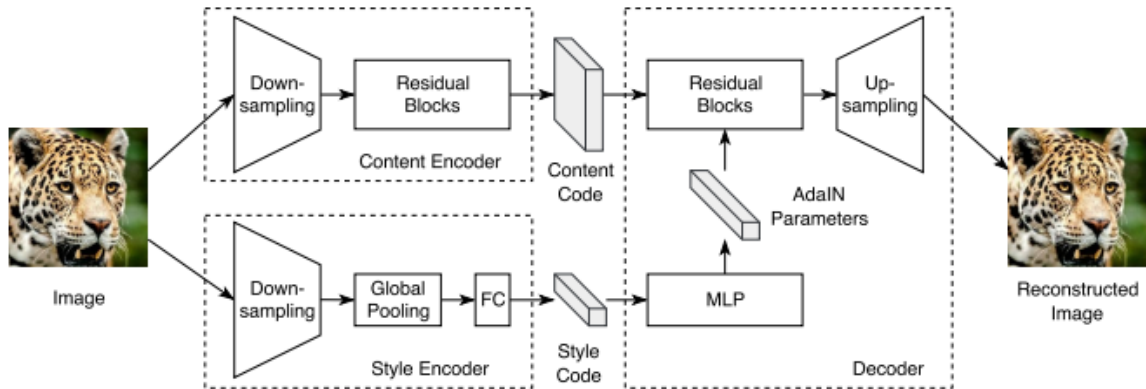 Down-
sampling
Residual
Blocks
Content Encoder
Content
Code
Residual
Blocks
Up-
sampling
AdaIN
Parameters
Image
Down-
sampling
Global
Pooling
FC
Style Encoder
Style
Code
MLP
Decoder
Reconstructed
Image